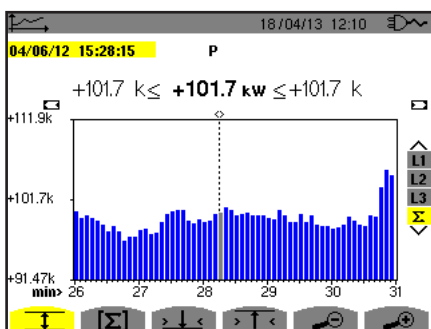 18/04/13 12:10
04/06/12 15:28:15 P
+101.7 k≤ +101.7 kW ≤+101.7 k
+111.9k
L1
L2
+101.7k L3
Σ
+91.47k
min> 26 27 28 29 30 31
[Σ] >↓< >↑<